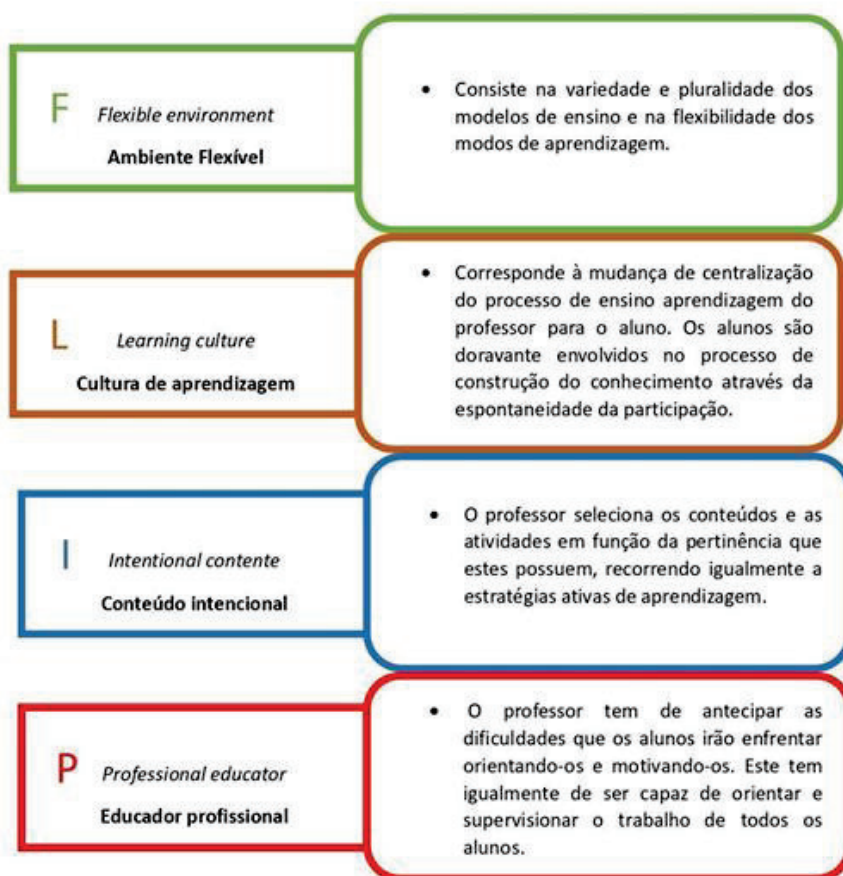 F Flexible environment
Ambiente Flexível
• Consiste na variedade e pluralidade dos
modelos de ensino e na flexibilidade dos
modos de aprendizagem.
L Learning culture
Cultura de aprendizagem
• Corresponde à mudança de centralização
do processo de ensino aprendizagem do
professor para o aluno. Os alunos são
doravante envolvidos no processo de
construção do conhecimento através da
espontaneidade da participação.
I Intentional contente
Conteúdo intencional
• O professor seleciona os conteúdos e as
atividades em função da pertinência que
estes possuem, recorrendo igualmente a
estratégias ativas de aprendizagem.
P Professional educator
Educador profissional
• O professor tem de antecipar as
dificuldades que os alunos irão enfrentar
orientando-os e motivando-os. Este tem
igualmente de ser capaz de orientar e
supervisionar o trabalho de todos os
alunos.